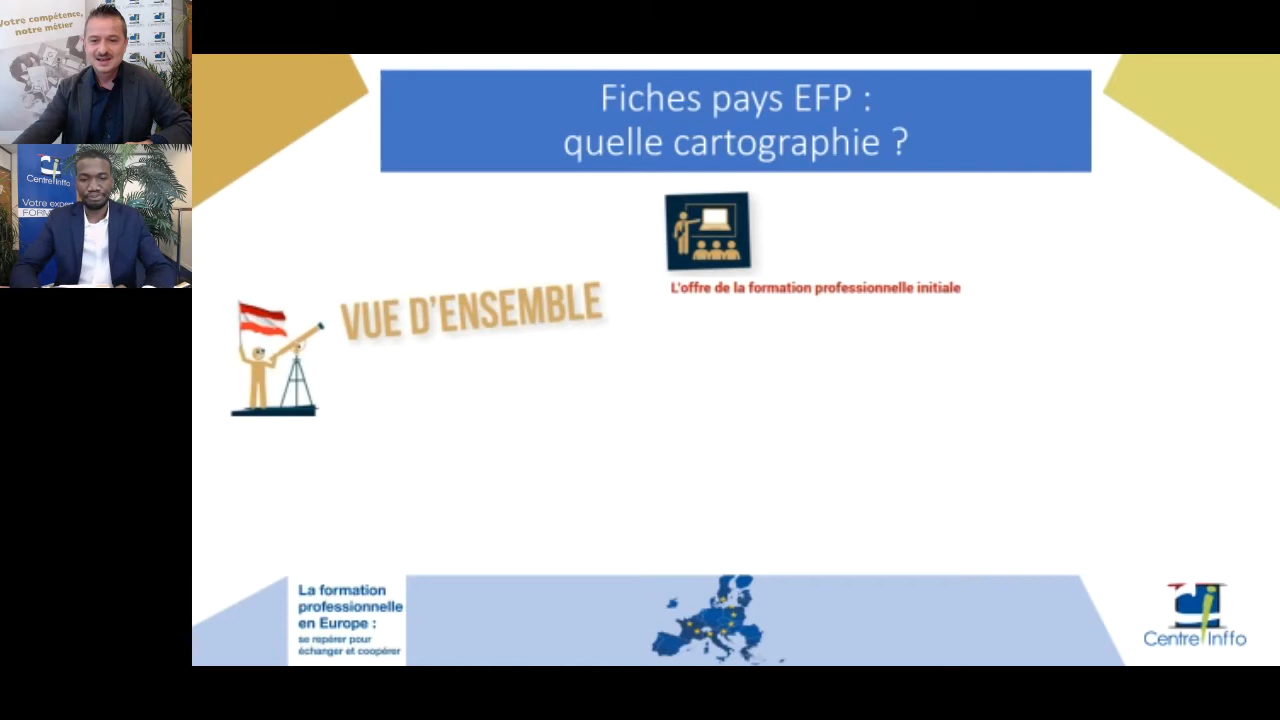 Votre compétence,
notre métier
Centre Inffo
Votre exper
FORM
Fiches pays EFP :
quelle cartographie ?
L'offre de la formation professionnelle initiale
VUE D'ENSEMBLE
La formation
professionnelle
en Europe :
se repérer pour
échanger et coopérer
Centre Inffo